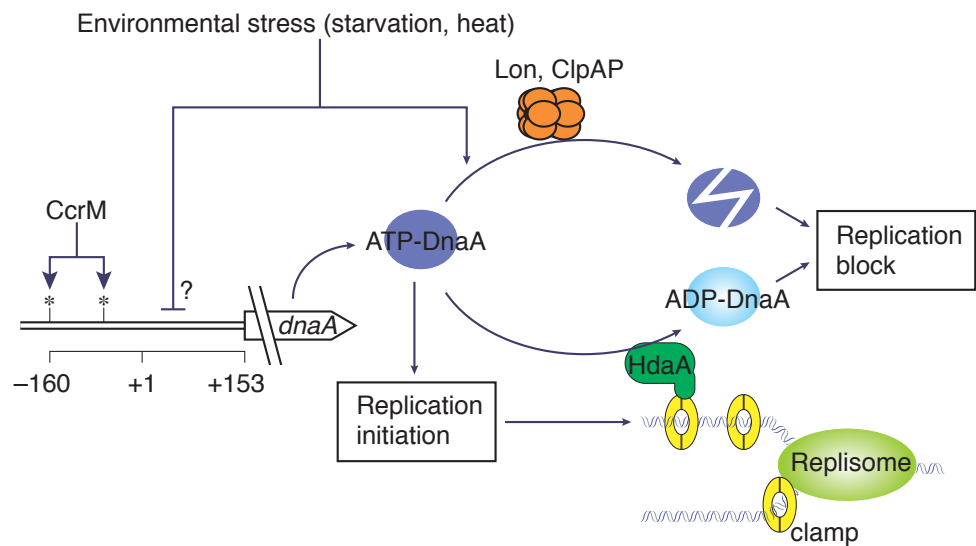 Environmental stress (starvation, heat)
Lon, ClpAP
CcrM
* *
?
ATP-DnaA
dnaA
–160 +1 +153
ADP-DnaA
Replication
block
HdaA
Replication
initiation
Replisome
clamp